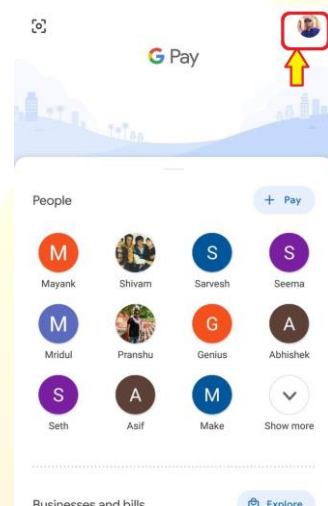 G Pay
People
+ Pay
M
S
S
Mayank
Shivam
Sarvesh
Seema
M
G
A
Mridul
Pranshu
Genius
Abhishek
S
A
M
Seth
Asif
Make
Show more
Businesses and bills
Explore